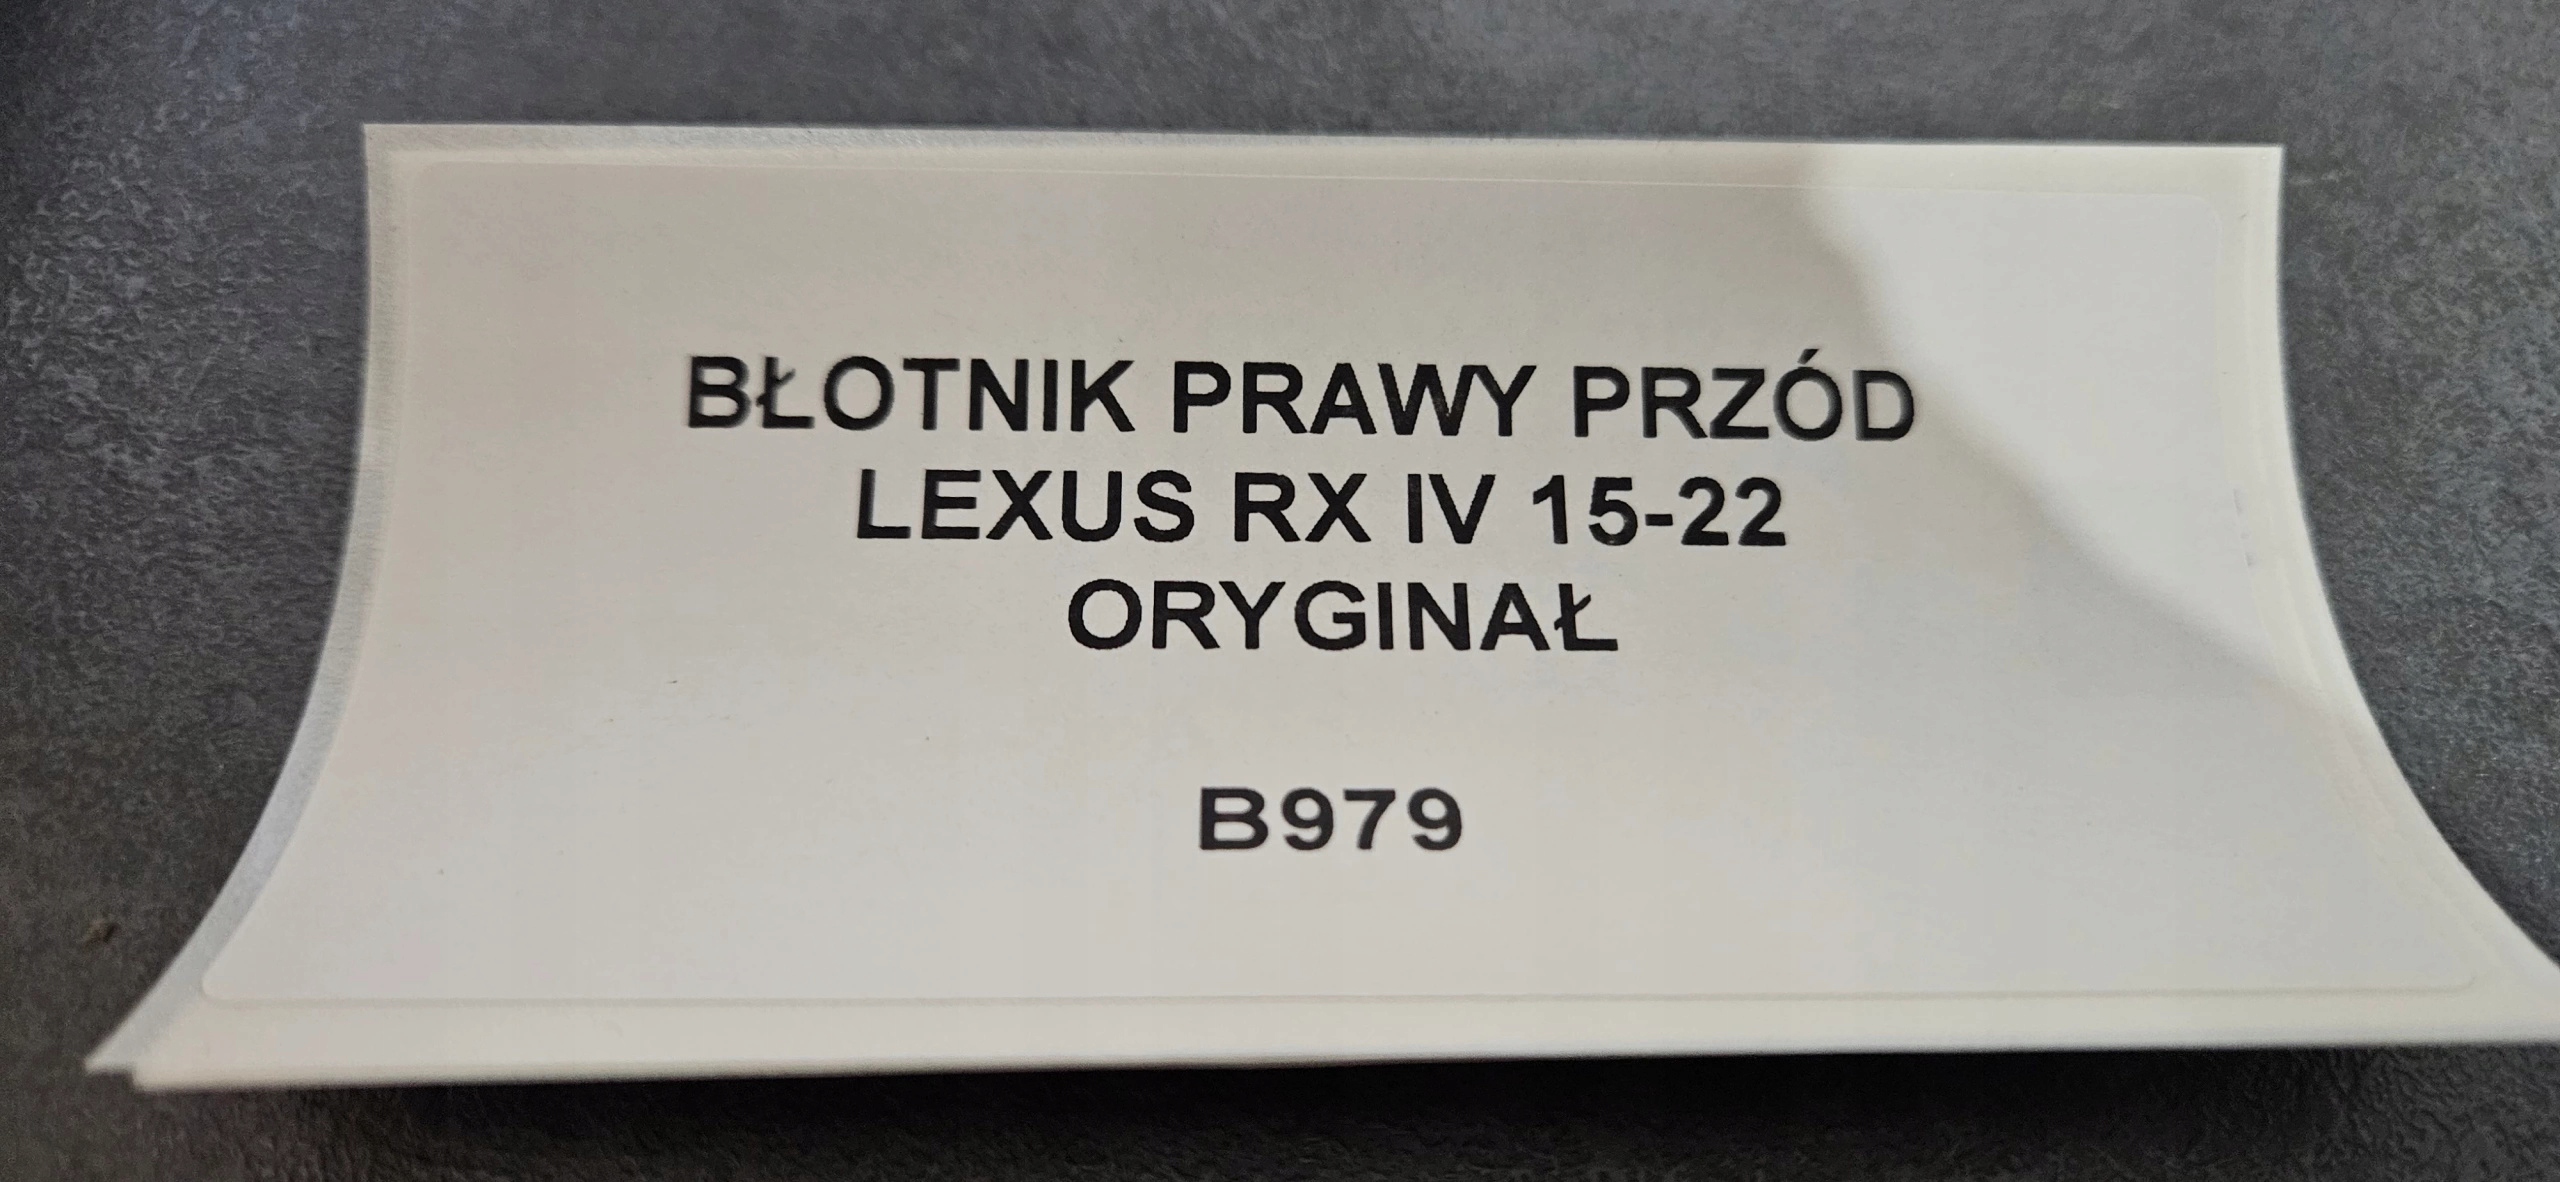 BŁOTNIK PRAWY PRZÓD
LEXUS RX IV 15-22
ORYGINAŁ
B979